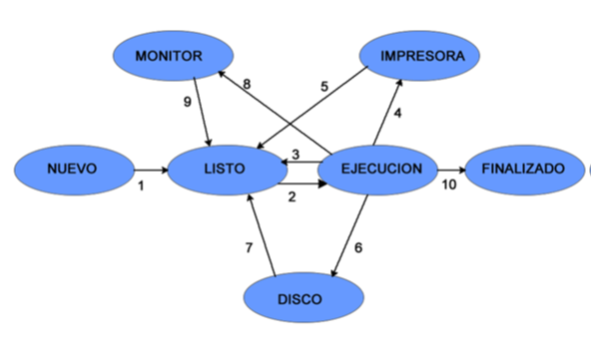 MONITOR
IMPRESORA
8
5
9
4
3
NUEVO
LISTO
EJECUCION
FINALIZADO
1
2
10
7
6
DISCO